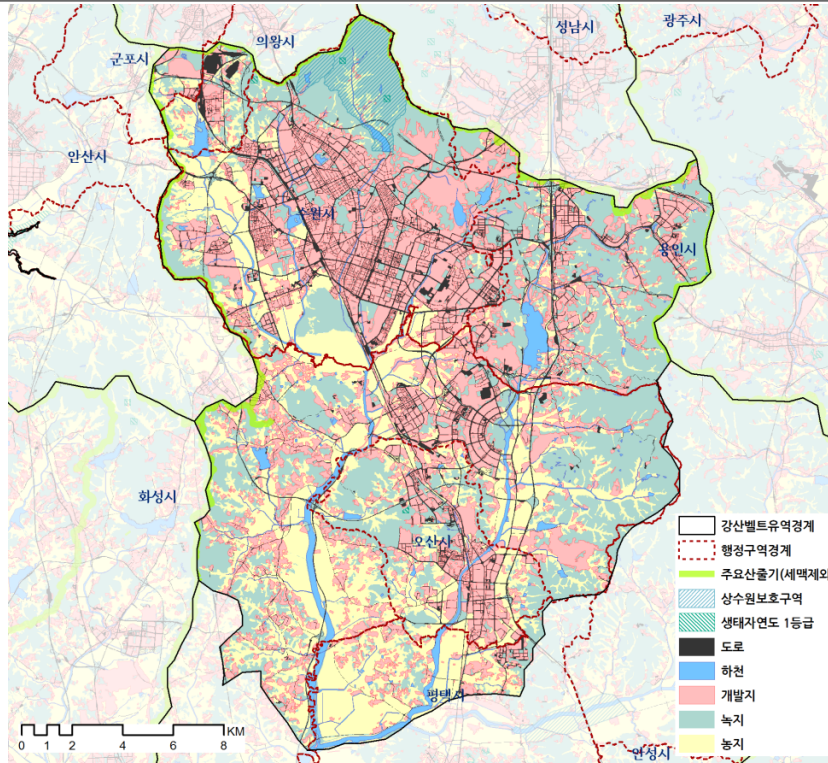 의왕시
성남시
광주시
군포시
안산시
수원시
용인시
화성시
오산시
평택시
안성시
강산벨트유역경계
행정구역경계
주요산줄기(세맥제외
상수원보호구역
생태자연도 1등급
도로
하천
개발지
녹지
농지
0 1 2 4 6 8 KM